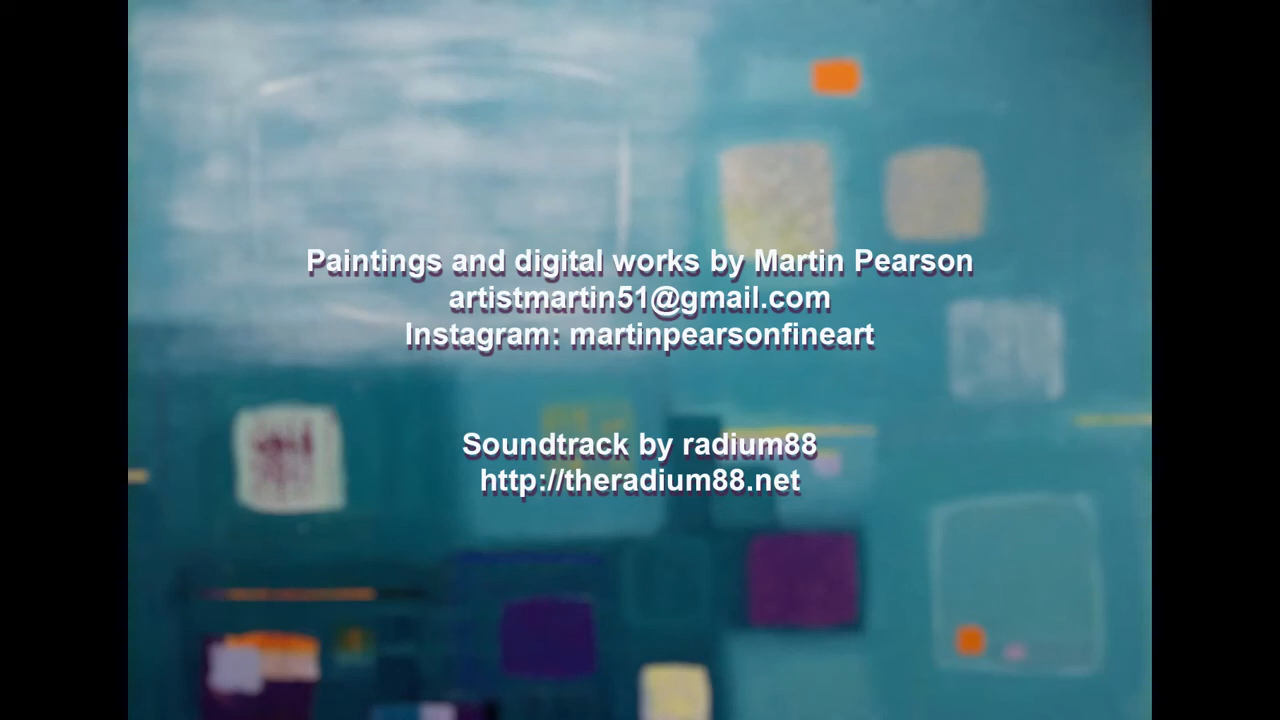 Paintings and digital works by Martin Pearson
artistmartin51@gmail.com
Instagram: martinpearsonfineart
Soundtrack by radium88
http://theradium88.net